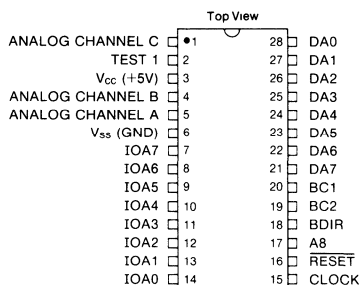 Top View
ANALOG CHANNEL C 1 28 DA0
TEST 1 2 27 DA1
Vcc (+5V) 3 26 DA2
ANALOG CHANNEL B 4 25 DA3
ANALOG CHANNEL A 5 24 DA4
Vss (GND) 6 23 DA5
IOA7 7 22 DA6
IOA6 8 21 DA7
IOA5 9 20 BC1
IOA4 10 19 BC2
IOA3 11 18 BDIR
IOA2 12 17 A8
IOA1 13 16 RESET
IOA0 14 15 CLOCK